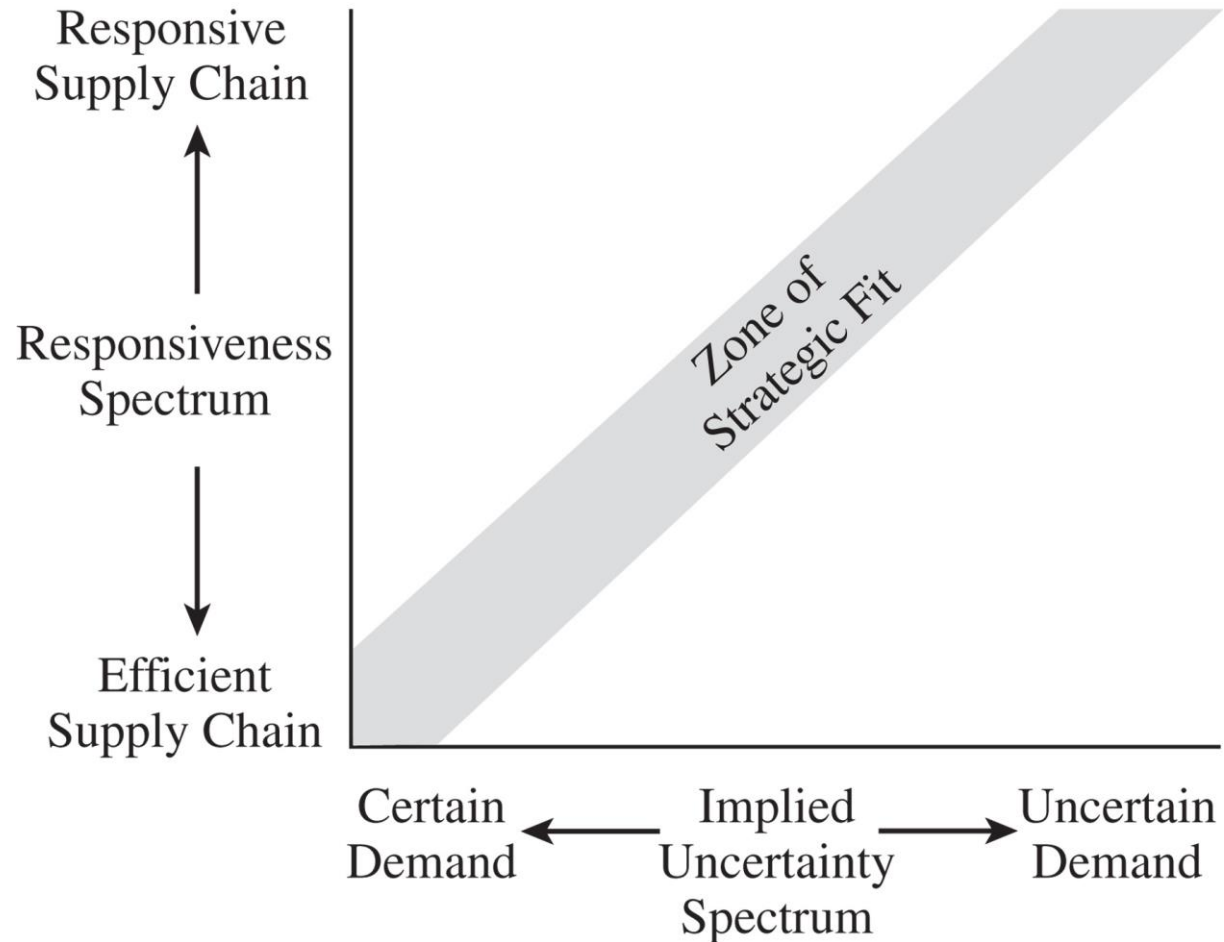 Responsive
Supply Chain
Responsiveness
Spectrum
Efficient
Supply Chain
Zone of
Strategic Fit
Certain
Demand
Implied
Uncertainty
Spectrum
Uncertain
Demand